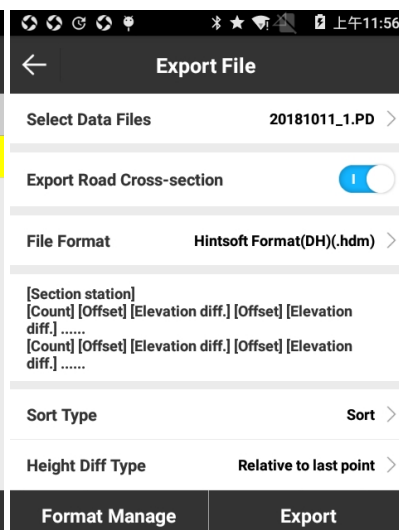 上午11:56
Export File
Select Data Files 20181011_1.PD
Export Road Cross-section
File Format Hintsoft Format(DH)(.hdm)
[Section station]
[Count] [Offset] [Elevation diff.] [Offset] [Elevation
diff.] ......
[Count] [Offset] [Elevation diff.] [Offset] [Elevation
diff.] ......
Sort Type Sort
Height Diff Type Relative to last point
Format Manage Export